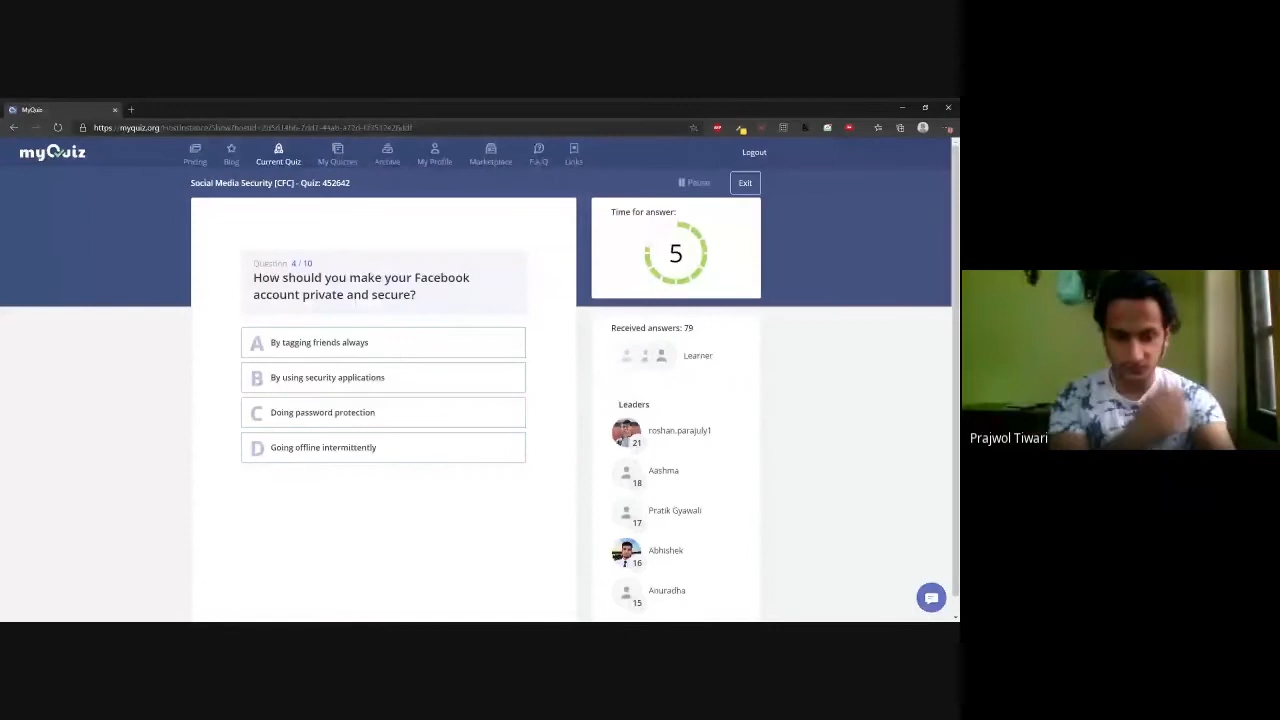 MyQuiz
myQuiz
Pricing
Blog
Current Quiz
My Quizzes
Archive
My Profile
Marketplace
F.A.Q
Links
Logout
Social Media Security [CFC] - Quiz: 452642
Pause
Exit
Question 4 / 10
How should you make your Facebook
account private and secure?
A By tagging friends always
B By using security applications
C Doing password protection
D Going offline intermittently
Time for answer:
5
Received answers: 79
Learner
Leaders
roshan.parajuly1
21
Aashma
18
Pratik Gyawali
17
Abhishek
16
Anuradha
15
Prajwol Tiwari